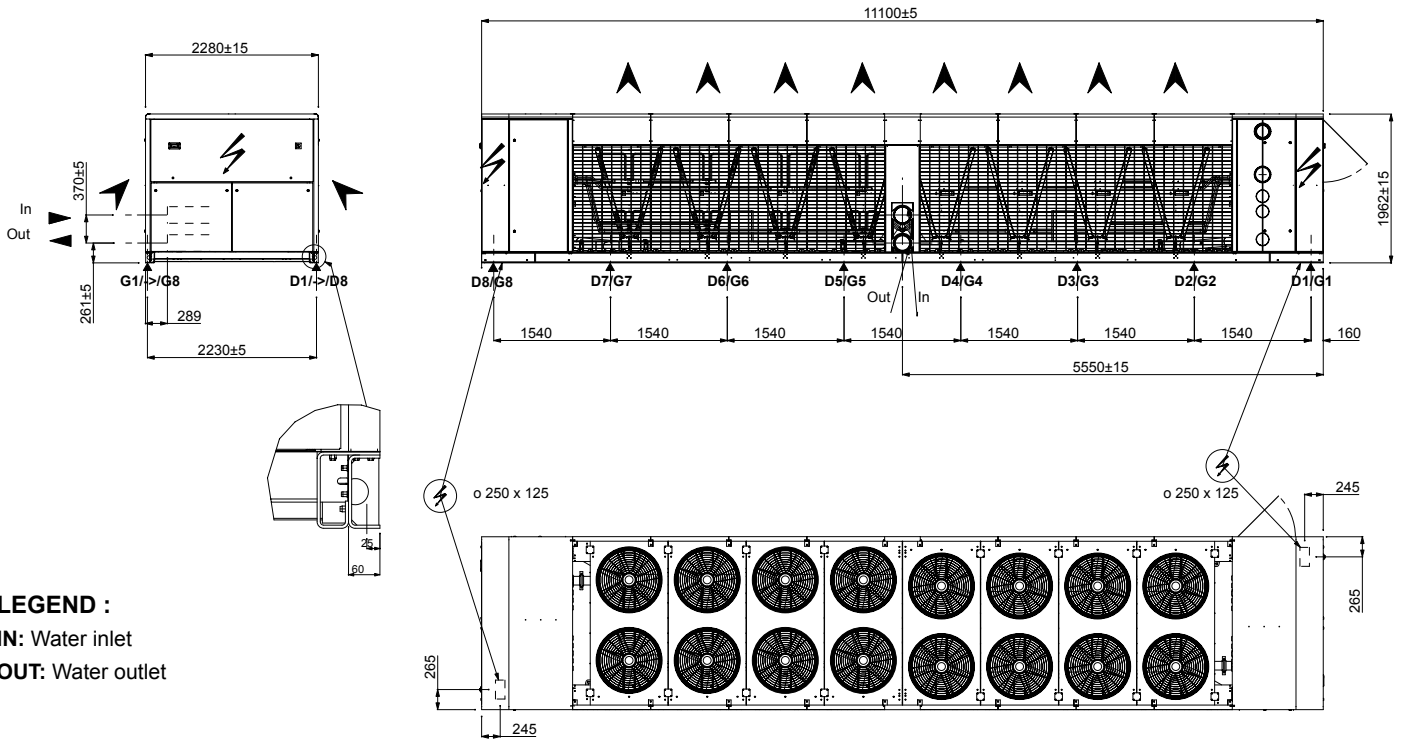 11100±5
2280±15
370±5
In
Out
261±5
G1/->/G8
D1/->/D8
289
2230±5
1962±15
D8/G8
D7/G7
D6/G6
D5/G5
D4/G4
D3/G3
D2/G2
D1/G1
Out
In
1540
1540
1540
1540
1540
1540
1540
160
5550±15
25
60
o 250 x 125
o 250 x 125
245
265
265
245
LEGEND :
IN: Water inlet
OUT: Water outlet